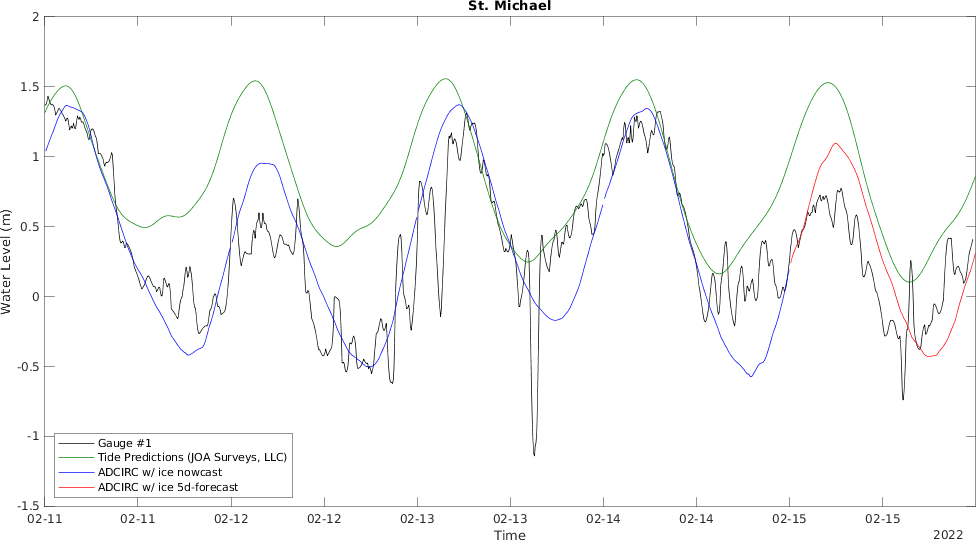 St. Michael
2
1.5
1
0.5
0
-0.5
-1
-1.5
Water Level (m)
Gauge #1
Tide Predictions (JOA Surveys, LLC)
ADCIRC w/ ice nowcast
ADCIRC w/ ice 5d-forecast
02-11 02-11 02-12 02-12 02-13 02-13 02-14 02-14 02-15 02-15
Time
2022